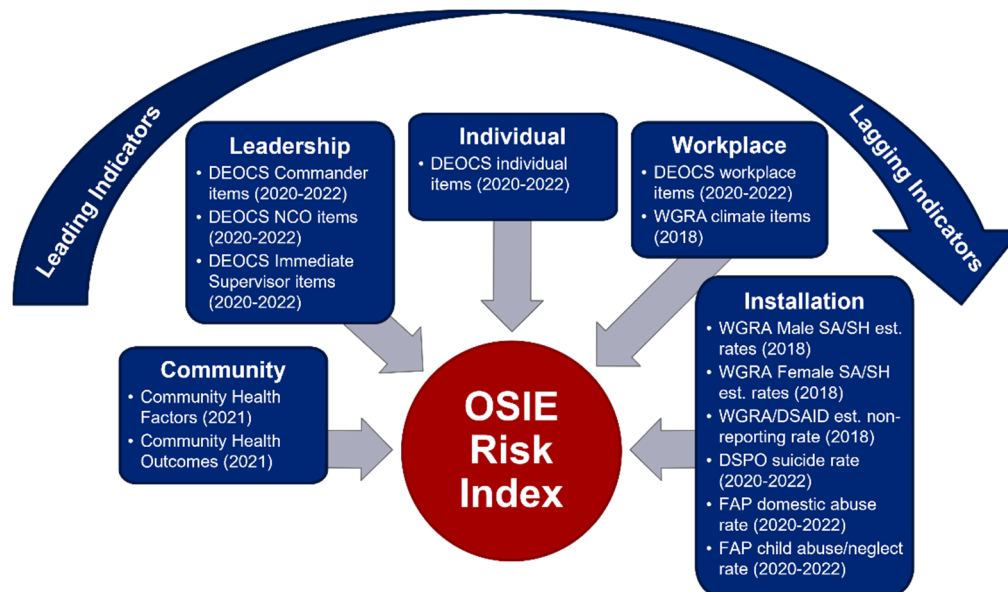 Leading Indicators
Lagging Indicators
Leadership
• DEOCS Commander
items (2020-2022)
• DEOCS NCO items
(2020-2022)
• DEOCS Immediate
Supervisor items
(2020-2022)
Individual
• DEOCS individual
items (2020-2022)
Workplace
• DEOCS workplace
items (2020-2022)
• WGRA climate items
(2018)
Community
• Community Health
Factors (2021)
• Community Health
Outcomes (2021)
OSIE
Risk
Index
Installation
• WGRA Male SA/SH est.
rates (2018)
• WGRA Female SA/SH
est. rates (2018)
• WGRA/DSAID est. non-
reporting rate (2018)
• DSPO suicide rate
(2020-2022)
• FAP domestic abuse
rate (2020-2022)
• FAP child abuse/neglect
rate (2020-2022)